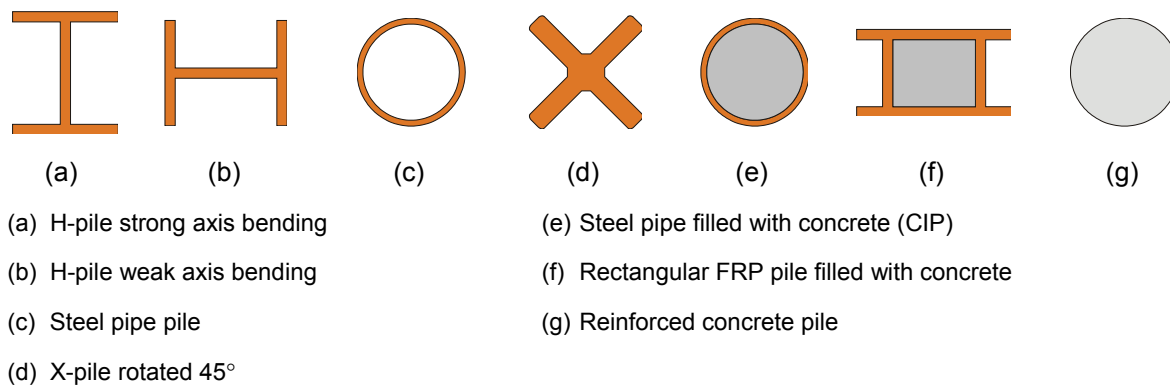 (a) (b) (c) (d) (e) (f) (g)
(a) H-pile strong axis bending
(b) H-pile weak axis bending
(c) Steel pipe pile
(d) X-pile rotated 45°
(e) Steel pipe filled with concrete (CIP)
(f) Rectangular FRP pile filled with concrete
(g) Reinforced concrete pile